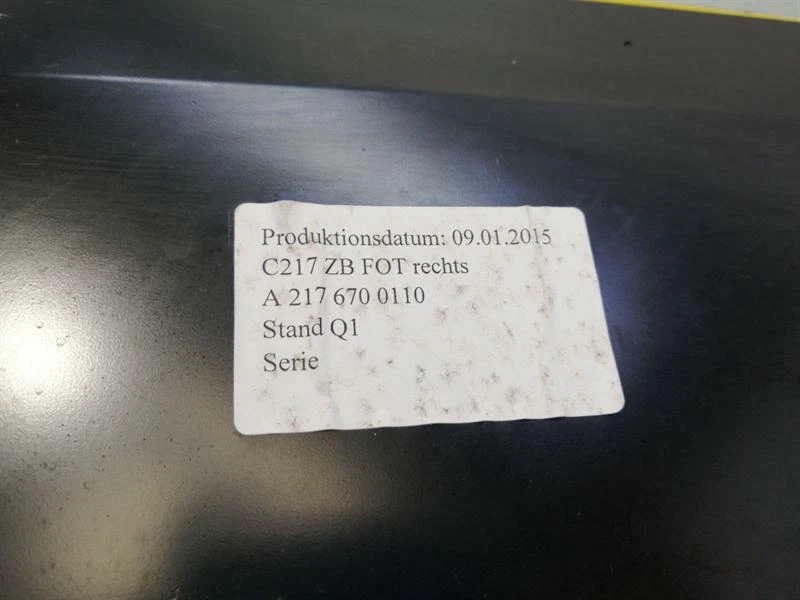 Produktionsdatum: 09.01.2015
C217 ZB FOT rechts
A 217 670 0110
Stand Q1
Serie